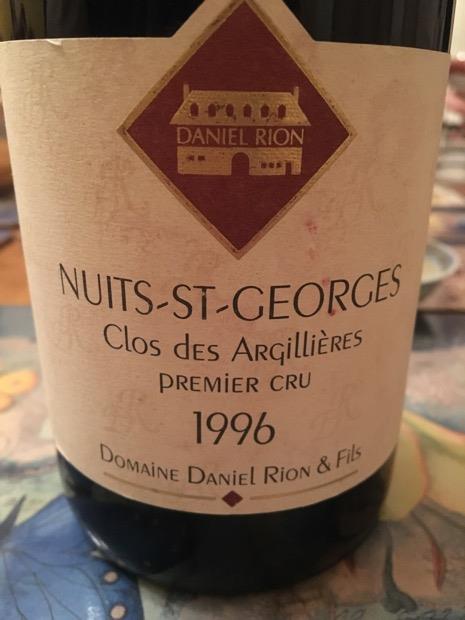 DANIEL RION
NUITS-ST-GEORGES
Clos des Argillières
PREMIER CRU
1996
DOMAINE DANIEL RION & Fils